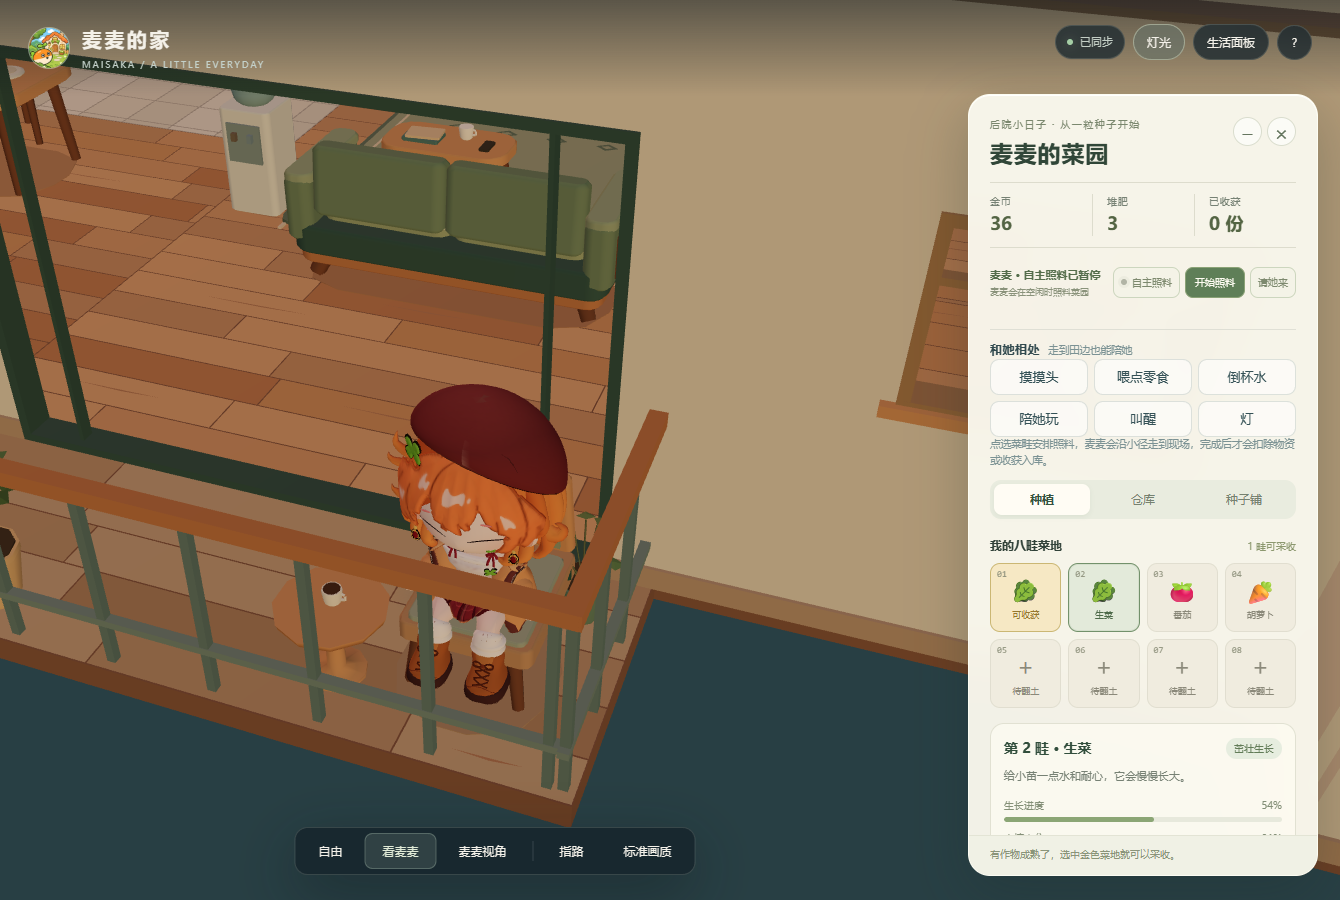 麦麦的家
MAISAKA / A LITTLE EVERYDAY
已同步
灯光
生活面板
?
后院小日子 · 从一粒种子开始
麦麦的菜园
金币
36
堆肥
3
已收获
0 份
麦麦 · 自主照料已暂停
麦麦会在空闲时照料菜园
自主照料
开始照料
请她来
和她相处 走到田边也能陪她
摸摸头
喂点零食
倒杯水
陪她玩
叫醒
灯
点选菜畦安排照料，麦麦会沿小径走到现场，完成后才会扣除物资
或收获入库。
种植
仓库
种子铺
我的八畦菜地
1 畦可采收
01
可收获
02
生菜
03
番茄
04
胡萝卜
05
待翻土
06
待翻土
07
待翻土
08
待翻土
第 2 畦 · 生菜
茁壮生长
给小苗一点水和耐心，它会慢慢长大。
生长进度
54%
有作物成熟了，选中金色菜地就可以采收。
自由
看麦麦
麦麦视角
指路
标准画质